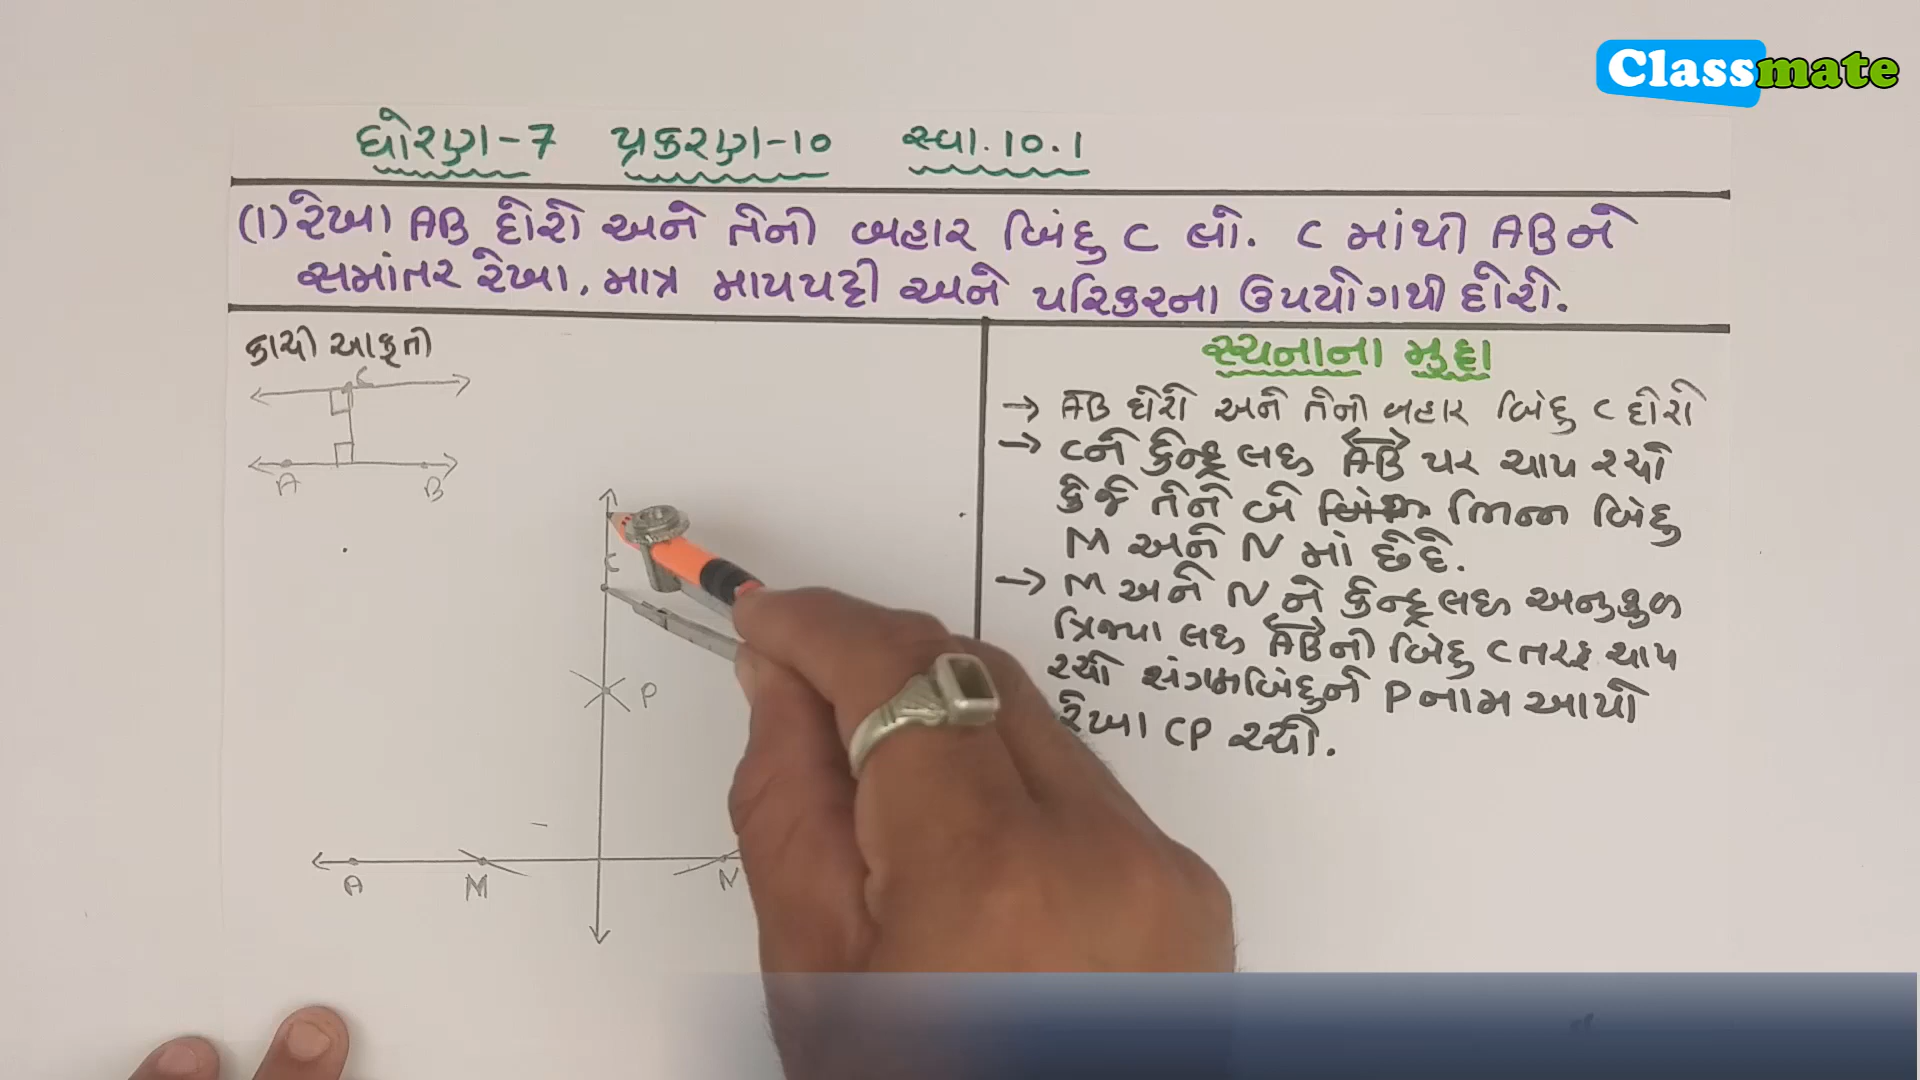 Classmate
ધોરણ-7 પ્રકરણ-10 સ્વા.10.1
(1) રેખા AB દોરો અને તેની બહાર બિંદુ C લો. C માંથી AB ને
સમાંતર રેખા, માત્ર માપપટ્ટી અને પરિકરના ઉપયોગથી દોરો.
કાચી આકૃતી
C
A B
C
P
A M N
રચનાના મુદ્દા
→ AB દોરો અને તેની બહાર બિંદુ C દોરો
→ Cને કેન્દ્ર લઇ AB પર ચાપ રચો
કે જે તેને બે ભિન્ન બિંદુ
M અને N માં છેદે.
→ M અને N ને કેન્દ્ર લઇ અનુકુળ
ત્રિજ્યા લઇ ABની બિંદુ C તરફ ચાપ
રચો સંગમબિંદુને P નામ આપો
રેખા CP રચો.